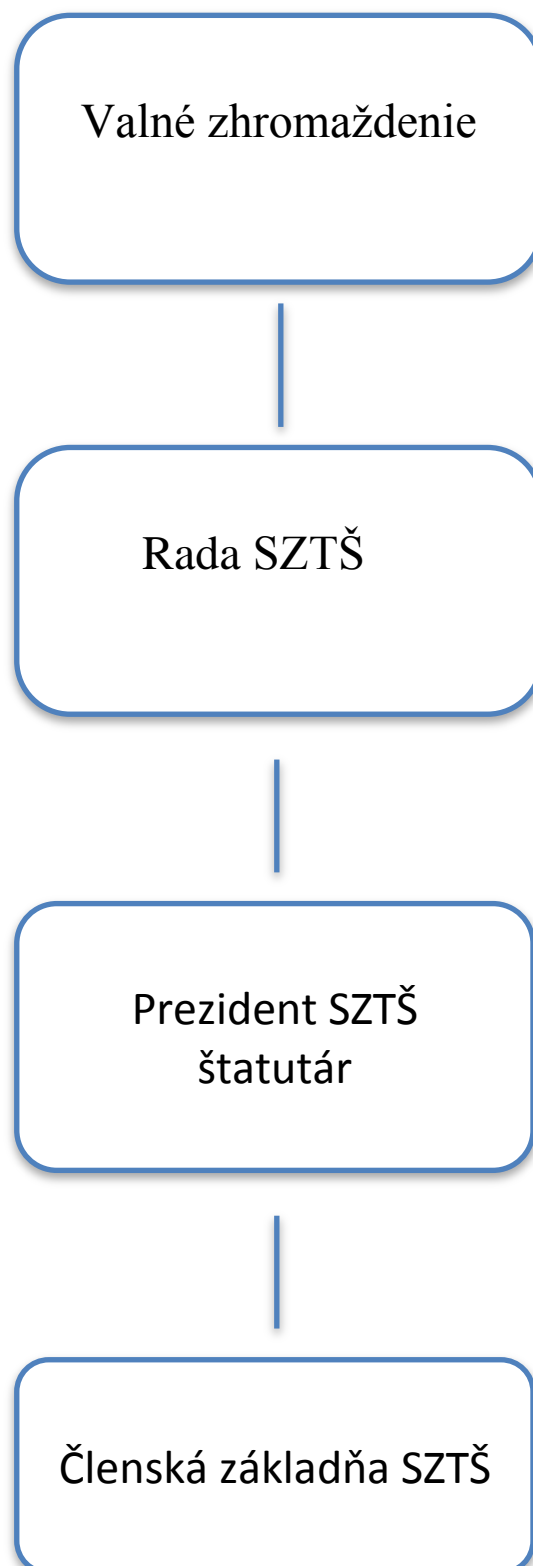 Valné zhromaždenie
Rada SZTŠ
Prezident SZTŠ
štatutár
Členská základňa SZTŠ